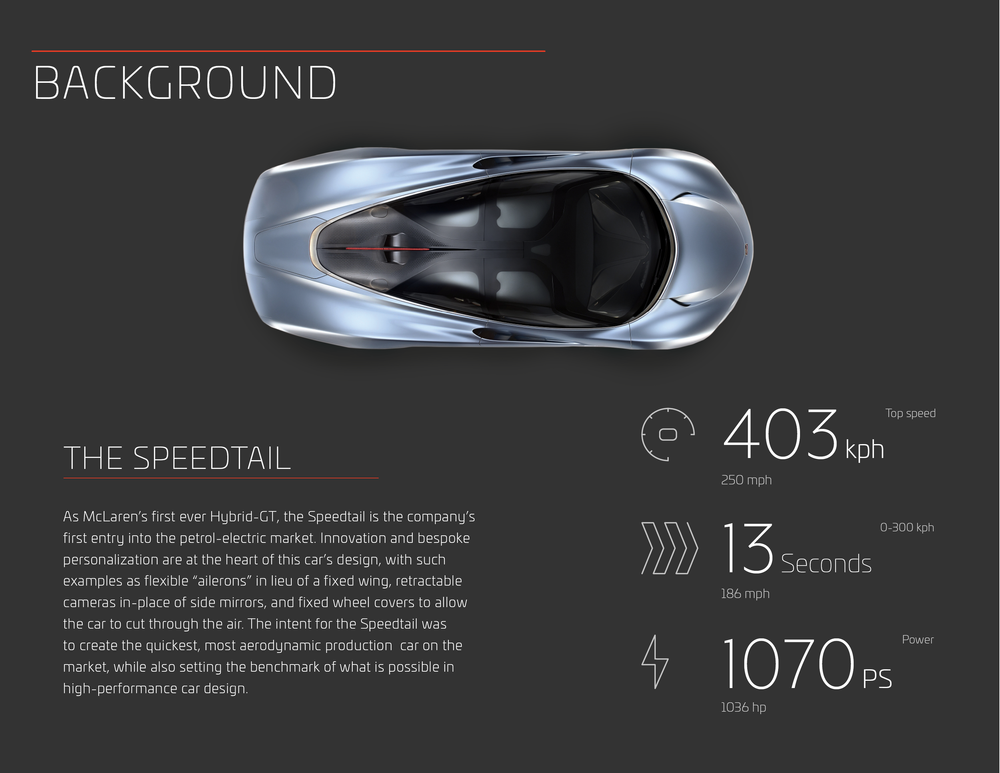 BACKGROUND
THE SPEEDTAIL
As McLaren's first ever Hybrid-GT, the Speedtail is the company's
first entry into the petrol-electric market. Innovation and bespoke
personalization are at the heart of this car's design, with such
examples as flexible “ailerons” in lieu of a fixed wing, retractable
cameras in-place of side mirrors, and fixed wheel covers to allow
the car to cut through the air. The intent for the Speedtail was
to create the quickest, most aerodynamic production  car on the
market, while also setting the benchmark of what is possible in
high-performance car design.
Top speed
403 kph
250 mph
0-300 kph
13 Seconds
186 mph
Power
1070 PS
1036 hp